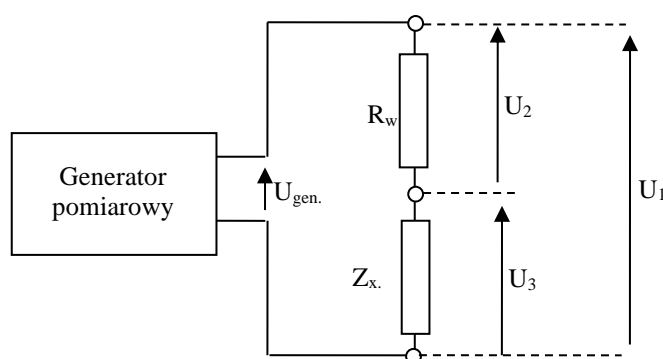 Generator
pomiarowy
U_gen.
R_w
Z_x.
U_2
U_3
U_1